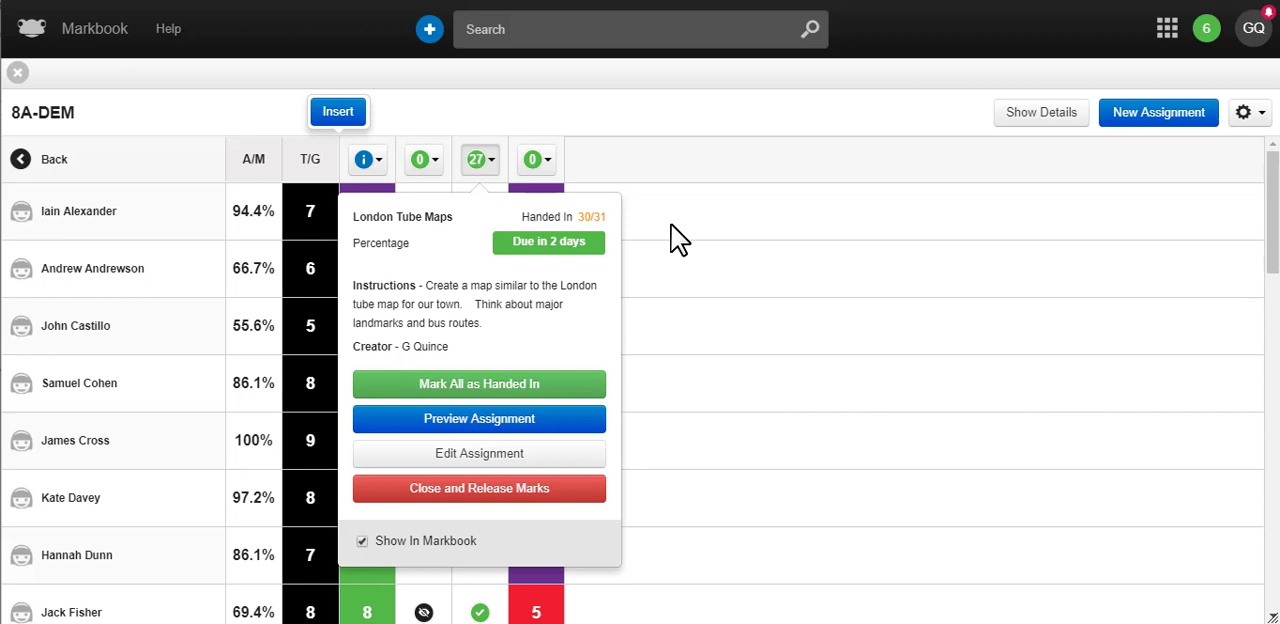 Markbook Help Search 6 GQ
8A-DEM Insert Show Details New Assignment
Back A/M T/G i 0 27 0
Iain Alexander 94.4% 7
Andrew Andrewson 66.7% 6
John Castillo 55.6% 5
Samuel Cohen 86.1% 8
James Cross 100% 9
Kate Davey 97.2% 8
Hannah Dunn 86.1% 7
Jack Fisher 69.4% 8 8 5
London Tube Maps Handed In 30/31
Percentage Due in 2 days
Instructions - Create a map similar to the London
tube map for our town. Think about major
landmarks and bus routes.
Creator - G Quince
Mark All as Handed In
Preview Assignment
Edit Assignment
Close and Release Marks
Show In Markbook